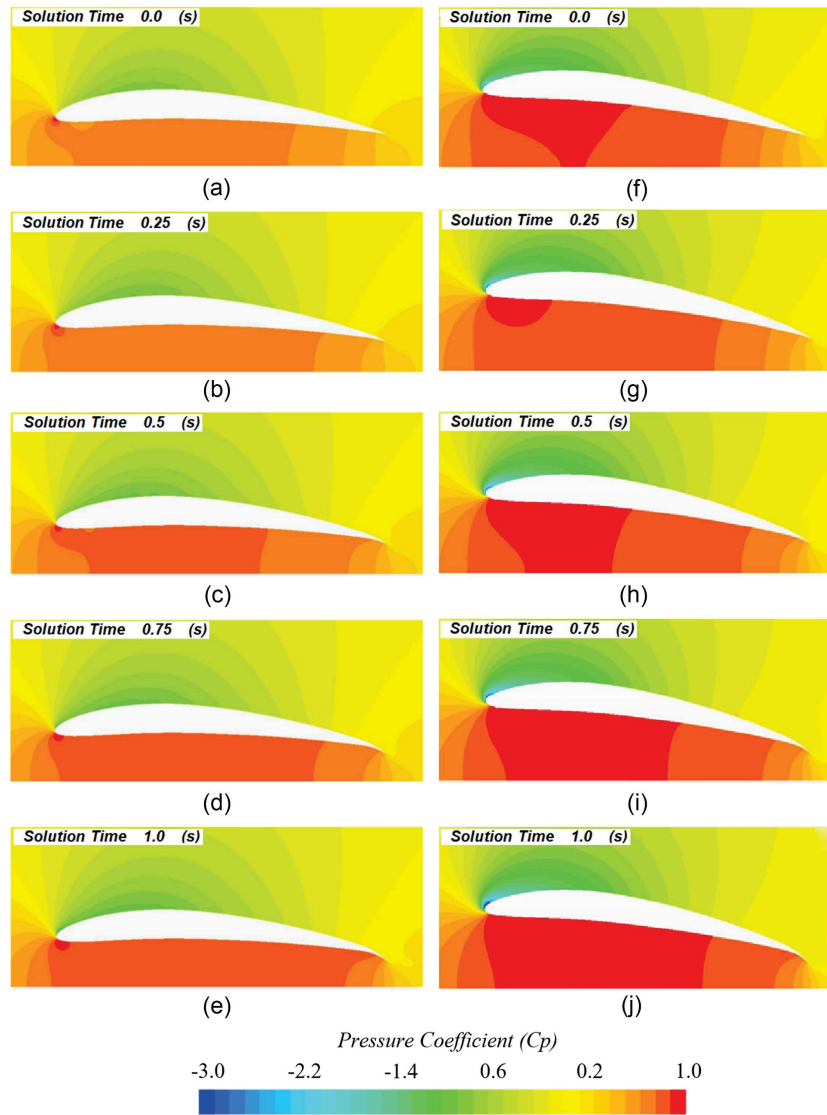 Solution Time 0.0 (s)
Solution Time 0.0 (s)
(a)
(f)
Solution Time 0.25 (s)
Solution Time 0.25 (s)
(b)
(g)
Solution Time 0.5 (s)
Solution Time 0.5 (s)
(c)
(h)
Solution Time 0.75 (s)
Solution Time 0.75 (s)
(d)
(i)
Solution Time 1.0 (s)
Solution Time 1.0 (s)
(e)
(j)
Pressure Coefficient (Cp)
-3.0 -2.2 -1.4 0.6 0.2 1.0